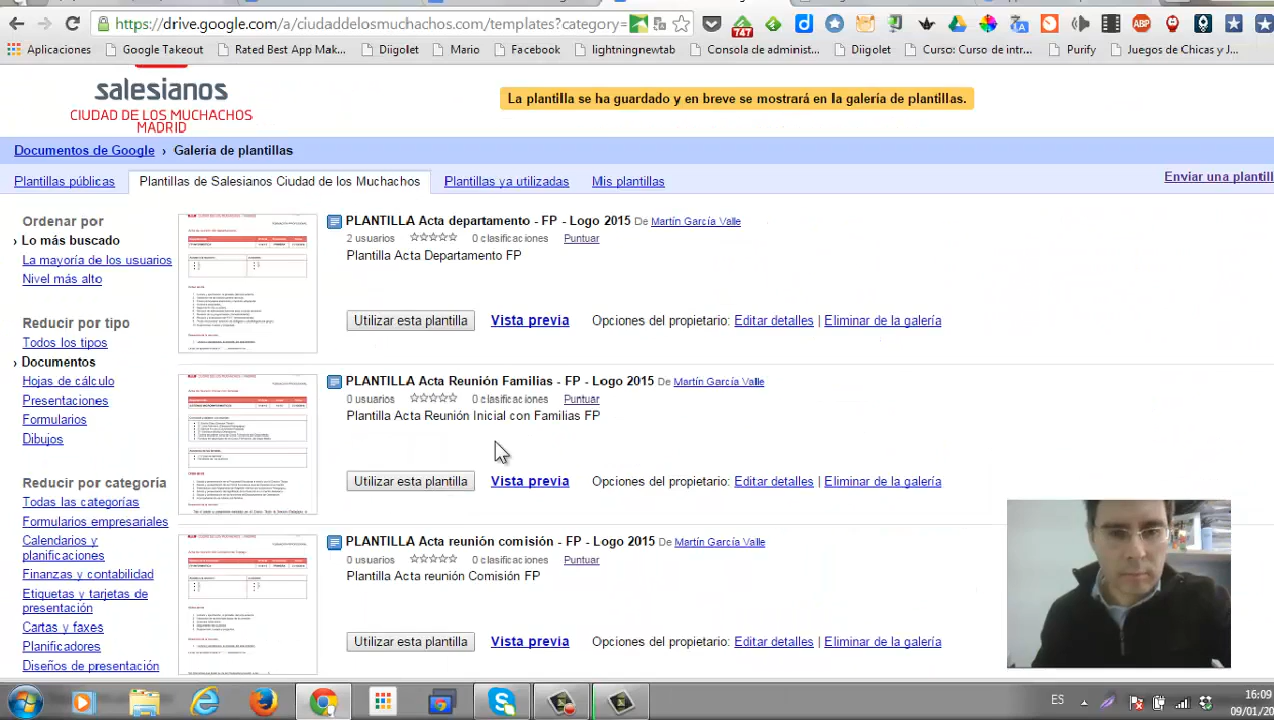 https://drive.google.com/a/ciudaddelosmuchachos.com/templates?category=
747
ABP
Aplicaciones
Google Takeout
Rated Best App Mak...
Diigolet
Mario
Facebook
lightningnewtab
Consola de administ...
Diigolet
Curso: Curso de intr...
Purify
Juegos de Chicas y J...
salesianos
CIUDAD DE LOS MUCHACHOS
MADRID
La plantilla se ha guardado y en breve se mostrará en la galería de plantillas.
Documentos de Google › Galería de plantillas
Plantillas públicas
Plantillas de Salesianos Ciudad de los Muchachos
Plantillas ya utilizadas
Mis plantillas
Enviar una plantill
Ordenar por
› Lo más buscado
La mayoría de los usuarios
Nivel más alto
Reducir por tipo
Todos los tipos
› Documentos
Hojas de cálculo
Presentaciones
Formularios
Dibujos
Reducir por categoría
Todas las categorías
Formularios empresariales
Calendarios y
planificaciones
Finanzas y contabilidad
Etiquetas y tarjetas de
presentación
Cartas y faxes
Planificadores
Diseños de presentación
PLANTILLA Acta departamento - FP - Logo 2015 De Martín García Valle
2 usuarios 0 clasificaciones Puntuar
Plantilla Acta Departamento FP
Utilizar esta plantilla Vista previa Opciones del propietario: Editar detalles | Eliminar de la galería
PLANTILLA Acta Reunión Familias - FP - Logo 2015 De Martín García Valle
0 usuarios 0 clasificaciones Puntuar
Plantilla Acta Reunión Inicial con Familias FP
Utilizar esta plantilla Vista previa Opciones del propietario: Editar detalles | Eliminar de la galería
PLANTILLA Acta reunión comisión - FP - Logo 2015 De Martín García Valle
0 usuarios 0 clasificaciones Puntuar
Plantilla Acta reunión Comisión FP
Utilizar esta plantilla Vista previa Opciones del propietario: Editar detalles | Eliminar de la galería
ES
16:09
09/01/20